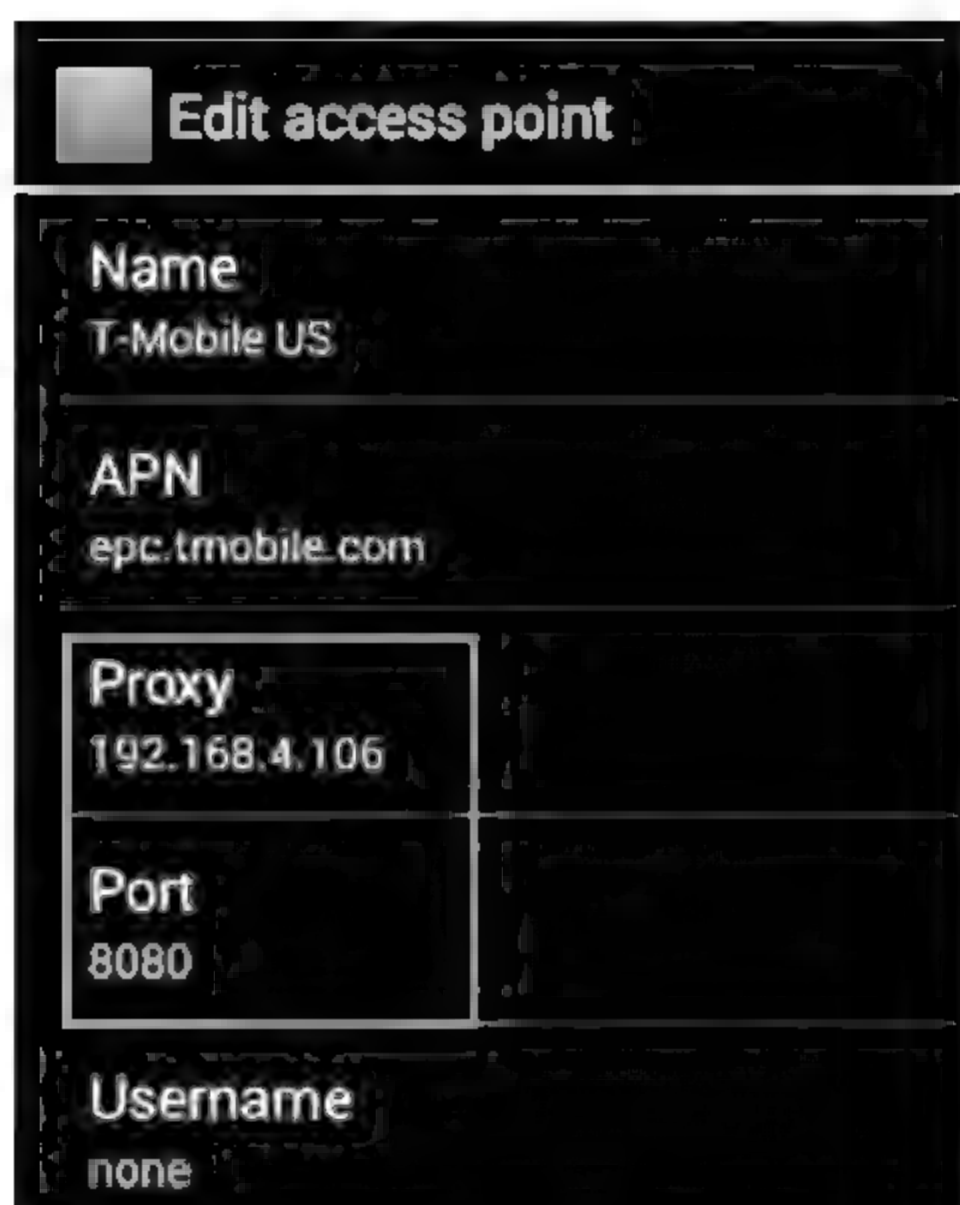 Edit access point
Name
T-Mobile US
APN
epc.tmobile.com
Proxy
192.168.4.106
Port
8080
Username
none